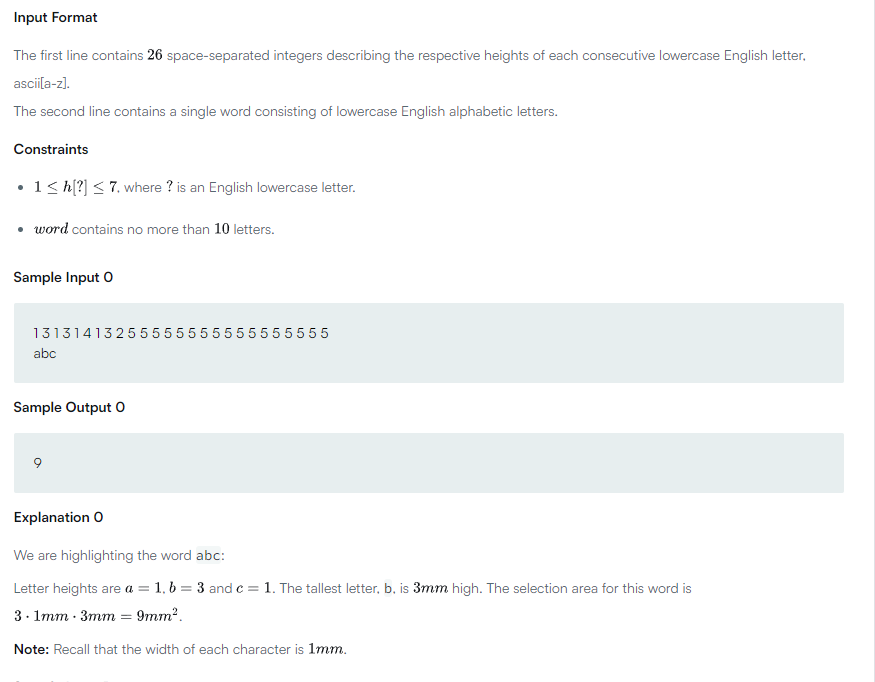 Input Format
The first line contains 26 space-separated integers describing the respective heights of each consecutive lowercase English letter,
ascii[a-z].
The second line contains a single word consisting of lowercase English alphabetic letters.
Constraints
• 1 ≤ h[?] ≤ 7, where ? is an English lowercase letter.
• word contains no more than 10 letters.
Sample Input 0
1 3 1 3 1 4 1 3 2 5 5 5 5 5 5 5 5 5 5 5 5 5 5 5 5 5
abc
Sample Output 0
9
Explanation 0
We are highlighting the word abc:
Letter heights are a = 1, b = 3 and c = 1. The tallest letter, b, is 3mm high. The selection area for this word is
3 · 1mm · 3mm = 9mm².
Note: Recall that the width of each character is 1mm.